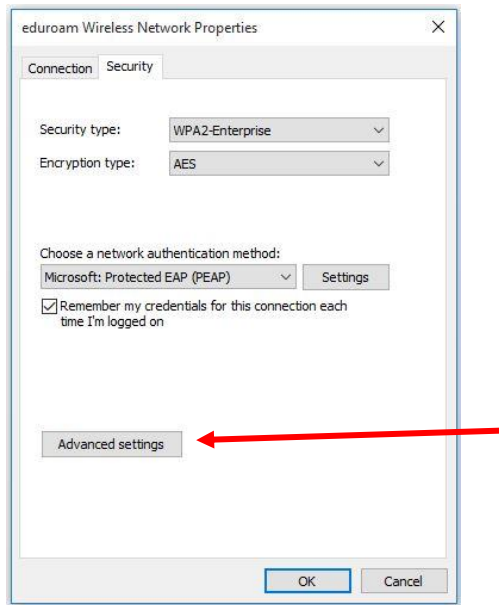 eduroam Wireless Network Properties
Connection Security
Security type: WPA2-Enterprise
Encryption type: AES
Choose a network authentication method:
Microsoft: Protected EAP (PEAP) Settings
Remember my credentials for this connection each
time I'm logged on
Advanced settings
OK Cancel